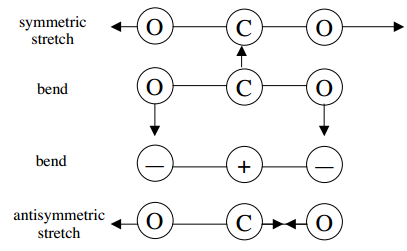 symmetric
stretch
O C O
bend
O C O
bend
— + —
antisymmetric
stretch
O C O